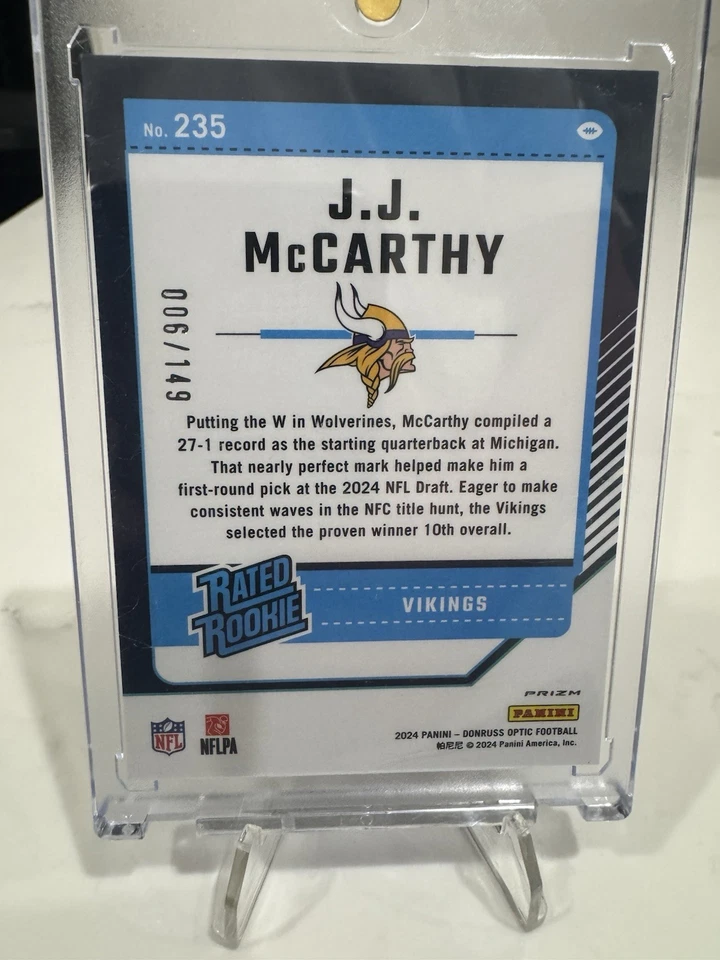 No. 235
J.J.
McCARTHY
006/149
Putting the W in Wolverines, McCarthy compiled a
27-1 record as the starting quarterback at Michigan.
That nearly perfect mark helped make him a
first-round pick at the 2024 NFL Draft. Eager to make
consistent waves in the NFC title hunt, the Vikings
selected the proven winner 10th overall.
RATED
ROOKIE
VIKINGS
PRIZM
PANINI
NFL
NFLPA
2024 PANINI – DONRUSS OPTIC FOOTBALL
帕尼尼 © 2024 Panini America, Inc.